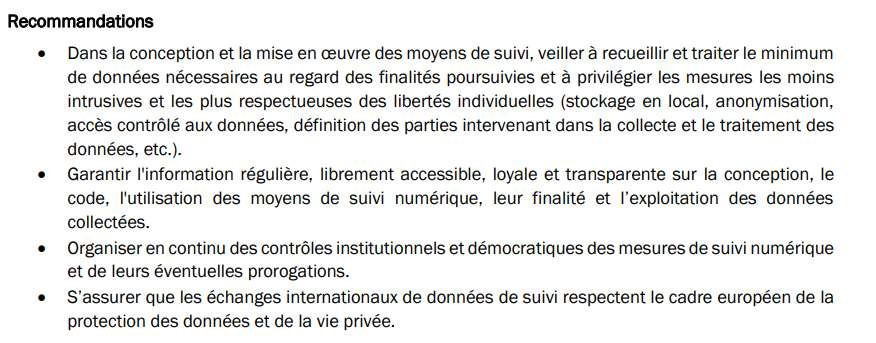 Recommandations
• Dans la conception et la mise en œuvre des moyens de suivi, veiller à recueillir et traiter le minimum
de données nécessaires au regard des finalités poursuivies et à privilégier les mesures les moins
intrusives et les plus respectueuses des libertés individuelles (stockage en local, anonymisation,
accès contrôlé aux données, définition des parties intervenant dans la collecte et le traitement des
données, etc.).
• Garantir l'information régulière, librement accessible, loyale et transparente sur la conception, le
code, l'utilisation des moyens de suivi numérique, leur finalité et l’exploitation des données
collectées.
• Organiser en continu des contrôles institutionnels et démocratiques des mesures de suivi numérique
et de leurs éventuelles prorogations.
• S’assurer que les échanges internationaux de données de suivi respectent le cadre européen de la
protection des données et de la vie privée.